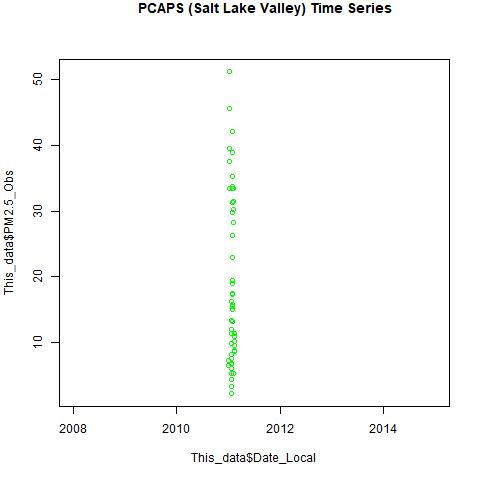 PCAPS (Salt Lake Valley) Time Series
50
40
30
20
10
This_data$PM2.5_Obs
2008 2010 2012 2014
This_data$Date_Local